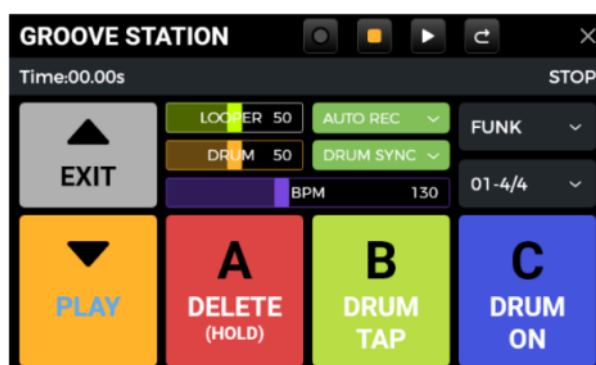 GROOVE STATION
Time:00.00s STOP
LOOPER 50 AUTO REC
FUNK
DRUM 50 DRUM SYNC
EXIT
BPM 130
01-4/4
PLAY
A
DELETE
(HOLD)
B
DRUM
TAP
C
DRUM
ON